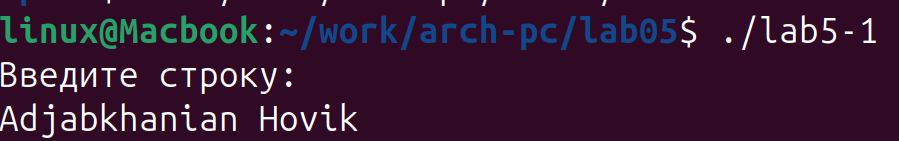 linux@Macbook:~/work/arch-pc/lab05$ ./lab5-1
Введите строку:
Adjabkhanian Hovik